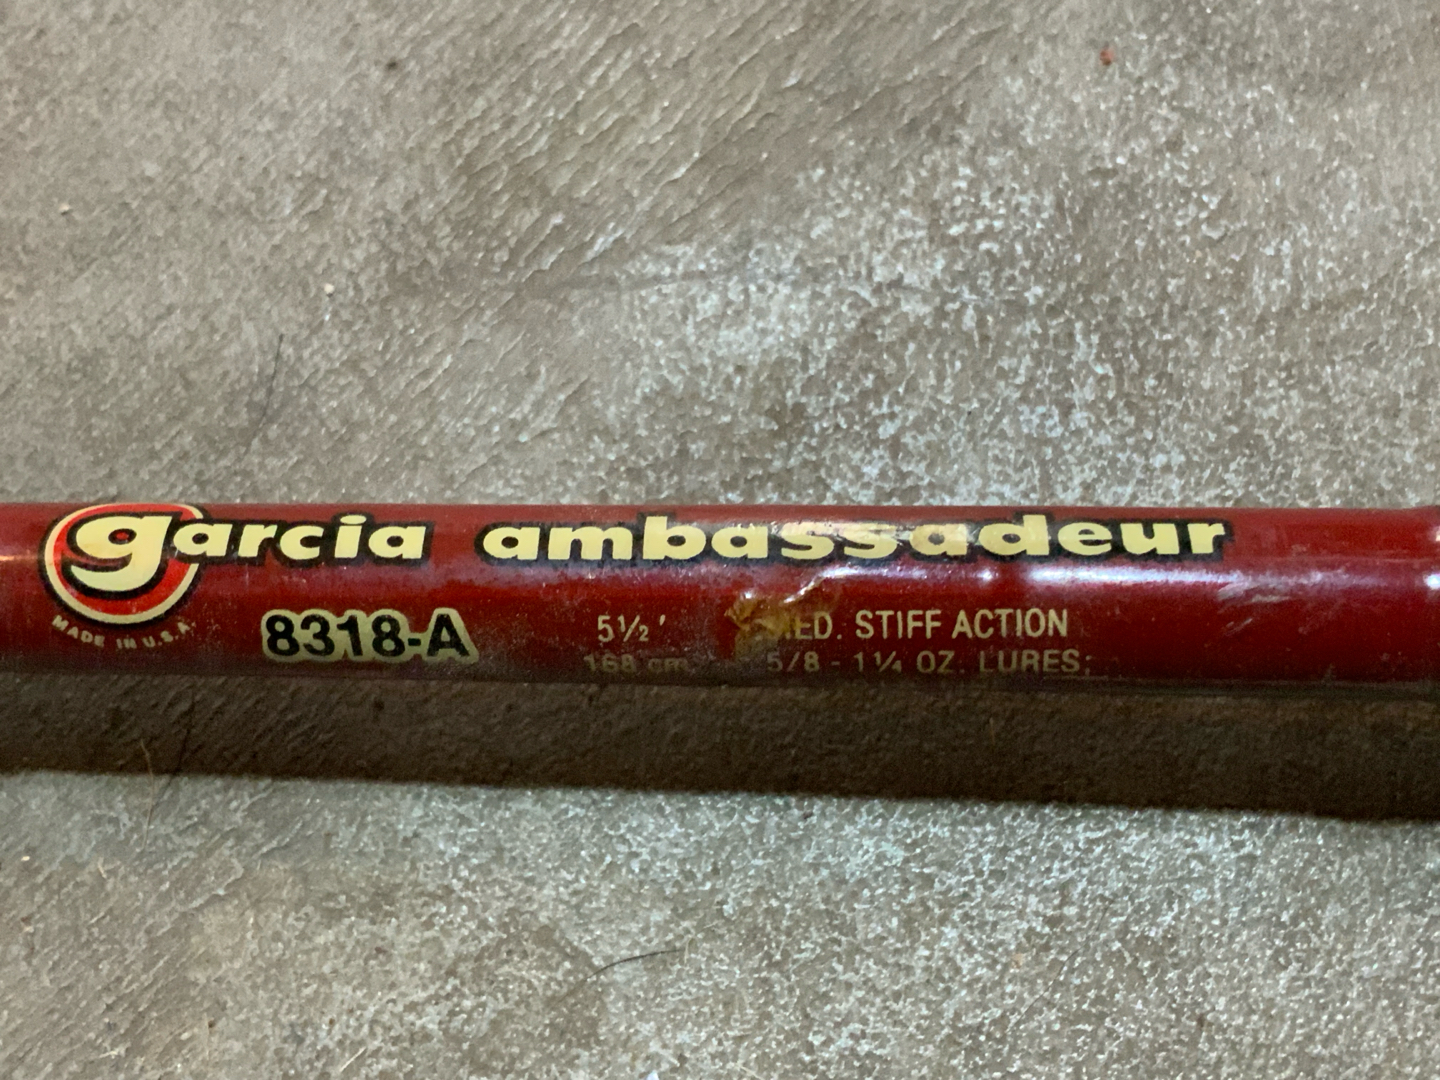 garcia ambassadeur
MADE IN U.S.A.
8318-A 5½' MED. STIFF ACTION
168 cm 5/8 - 1¼ OZ. LURES;